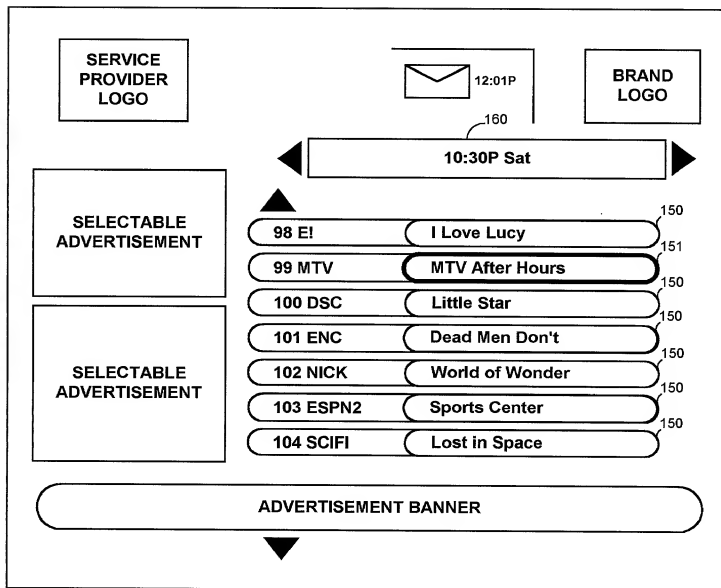 SERVICE
PROVIDER
LOGO
12:01P
BRAND
LOGO
160
10:30P Sat
SELECTABLE
ADVERTISEMENT
150
98 E! I Love Lucy
151
99 MTV MTV After Hours
150
100 DSC Little Star
150
101 ENC Dead Men Don't
150
102 NICK World of Wonder
150
103 ESPN2 Sports Center
150
104 SCIFI Lost in Space
SELECTABLE
ADVERTISEMENT
ADVERTISEMENT BANNER